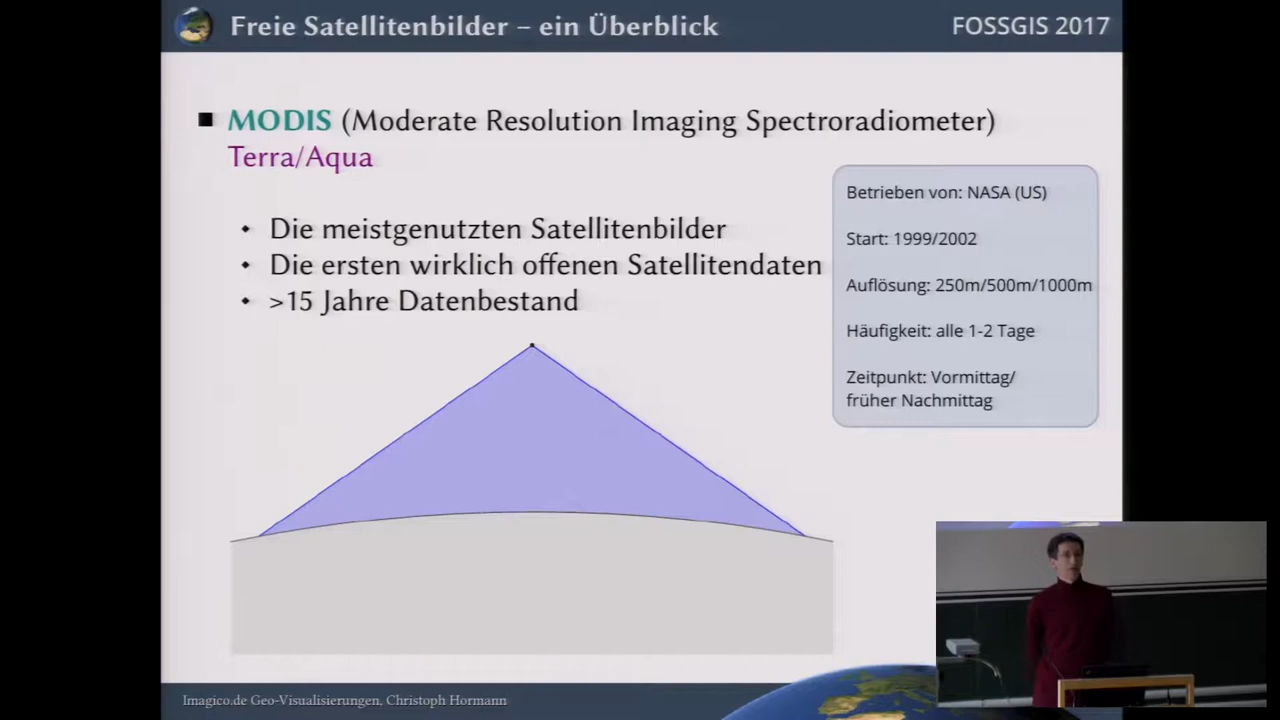 Freie Satellitenbilder – ein Überblick
FOSSGIS 2017
MODIS (Moderate Resolution Imaging Spectroradiometer)
Terra/Aqua
• Die meistgenutzten Satellitenbilder
• Die ersten wirklich offenen Satellitendaten
• >15 Jahre Datenbestand
Betrieben von: NASA (US)
Start: 1999/2002
Auflösung: 250m/500m/1000m
Häufigkeit: alle 1-2 Tage
Zeitpunkt: Vormittag/
früher Nachmittag
Imagico.de Geo-Visualisierungen, Christoph Hormann